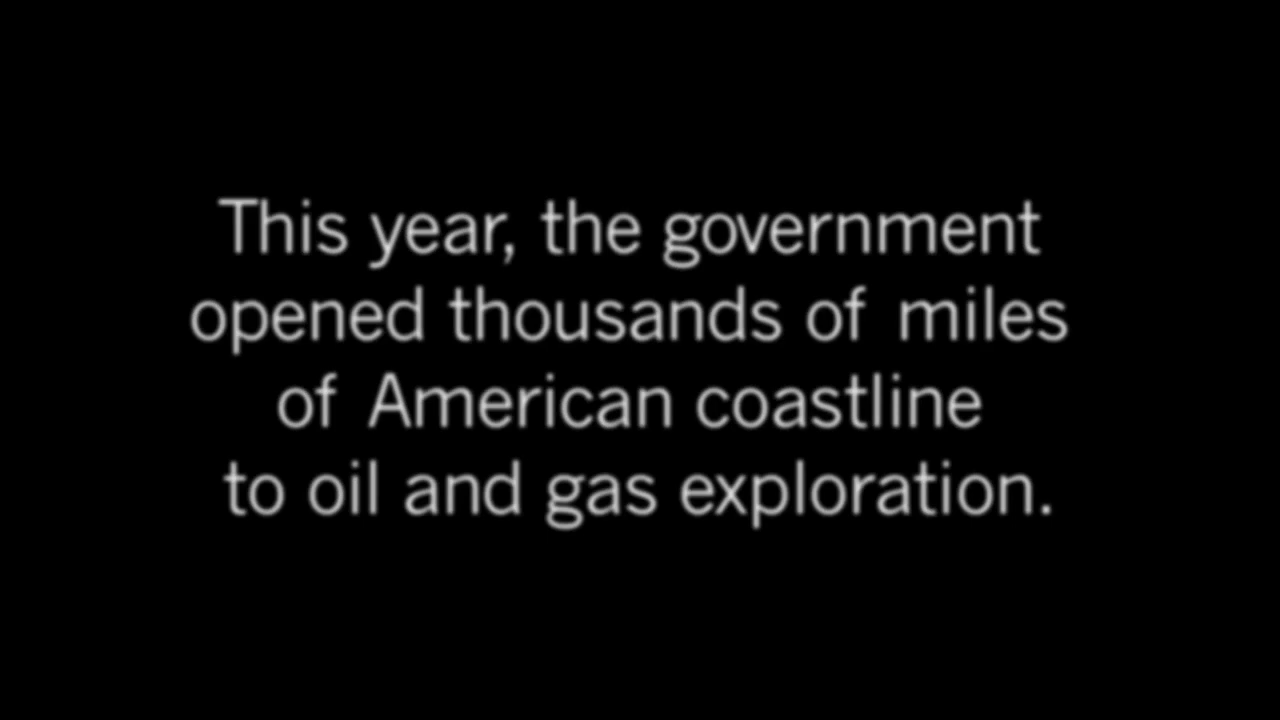 This year, the government
opened thousands of miles
of American coastline
to oil and gas exploration.